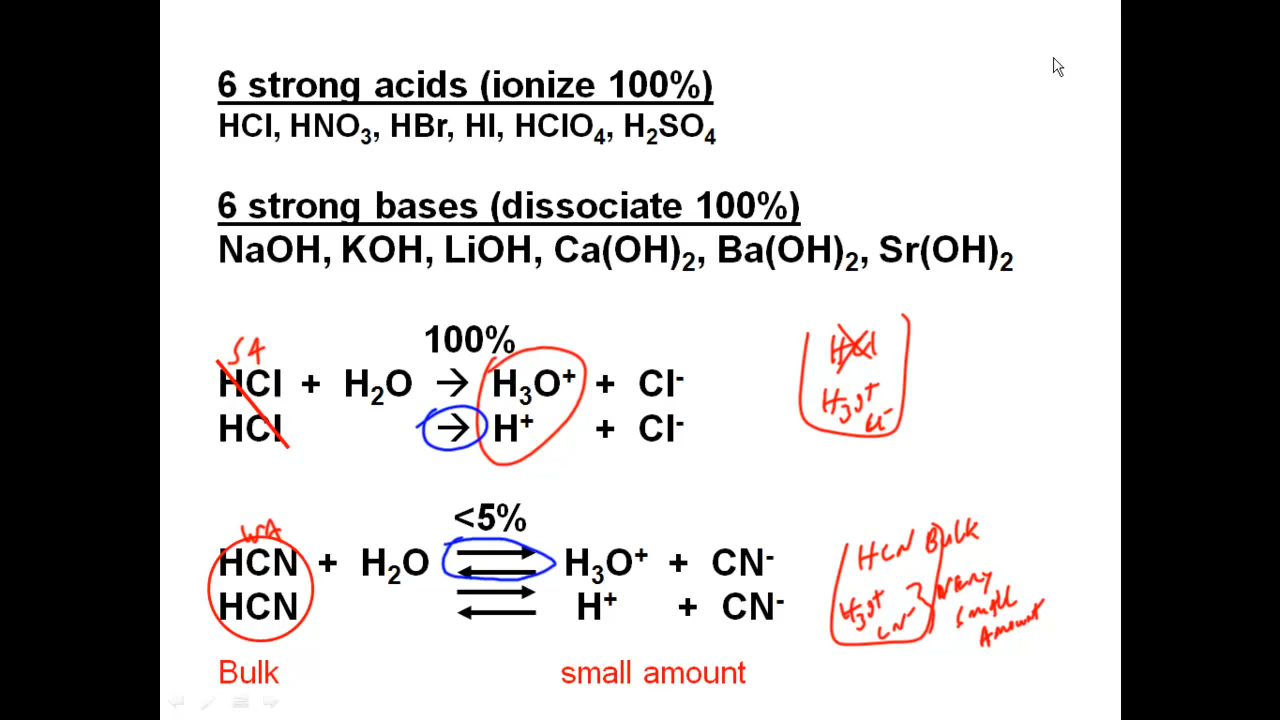 6 strong acids (ionize 100%)
HCl, HNO₃, HBr, HI, HClO₄, H₂SO₄
6 strong bases (dissociate 100%)
NaOH, KOH, LiOH, Ca(OH)₂, Ba(OH)₂, Sr(OH)₂
100%
SA
HCl + H₂O → H₃O⁺ + Cl⁻
HCl → H⁺ + Cl⁻
HCl
H₃O⁺
Cl⁻
<5%
WA
HCN + H₂O ⇌ H₃O⁺ + CN⁻
HCN ⇌ H⁺ + CN⁻
HCN Bulk
H₃O⁺
CN⁻
very
small
Amount
Bulk small amount